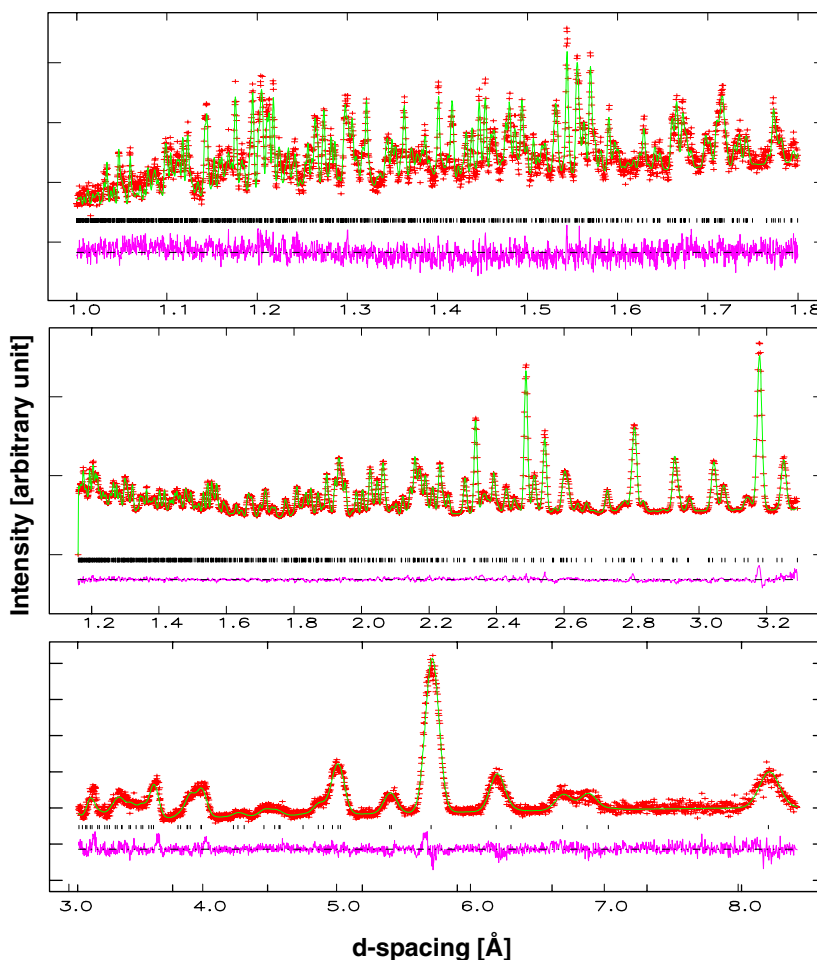 1.0 1.1 1.2 1.3 1.4 1.5 1.6 1.7 1.8
Intensity [arbitrary unit]
1.2 1.4 1.6 1.8 2.0 2.2 2.4 2.6 2.8 3.0 3.2
3.0 4.0 5.0 6.0 7.0 8.0
d-spacing [Å]